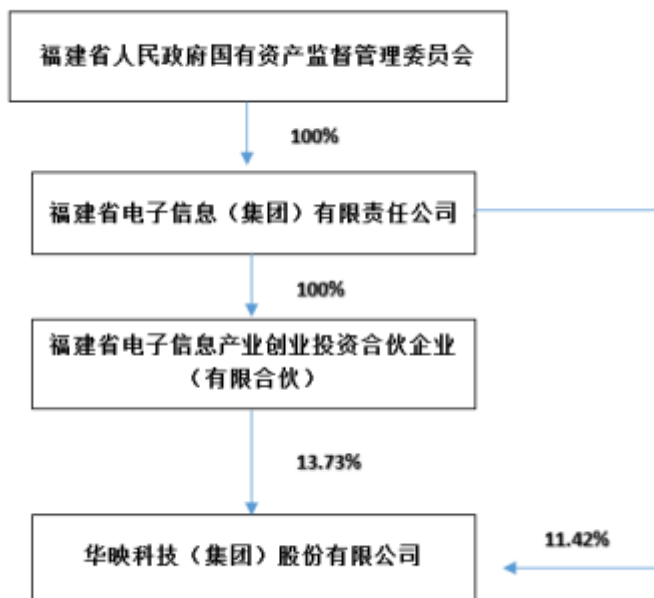 福建省人民政府国有资产监督管理委员会
100%
福建省电子信息（集团）有限责任公司
100%
福建省电子信息产业创业投资合伙企业
（有限合伙）
13.73%
华映科技（集团）股份有限公司
11.42%